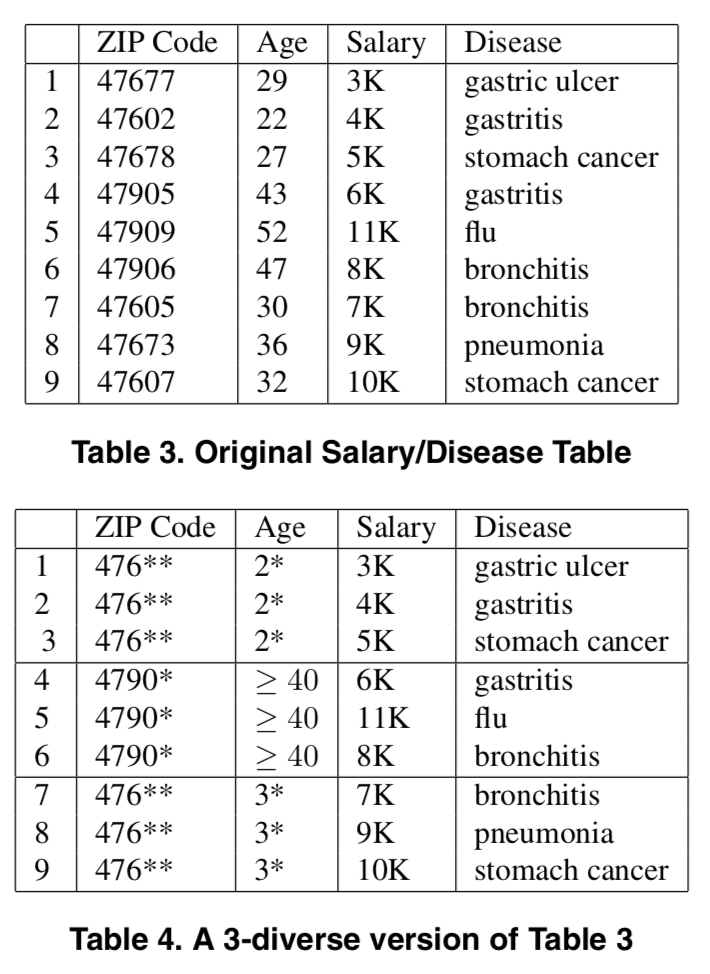 ZIP Code Age Salary Disease
1 47677 29 3K gastric ulcer
2 47602 22 4K gastritis
3 47678 27 5K stomach cancer
4 47905 43 6K gastritis
5 47909 52 11K flu
6 47906 47 8K bronchitis
7 47605 30 7K bronchitis
8 47673 36 9K pneumonia
9 47607 32 10K stomach cancer
Table 3. Original Salary/Disease Table
ZIP Code Age Salary Disease
1 476** 2* 3K gastric ulcer
2 476** 2* 4K gastritis
3 476** 2* 5K stomach cancer
4 4790* ≥ 40 6K gastritis
5 4790* ≥ 40 11K flu
6 4790* ≥ 40 8K bronchitis
7 476** 3* 7K bronchitis
8 476** 3* 9K pneumonia
9 476** 3* 10K stomach cancer
Table 4. A 3-diverse version of Table 3